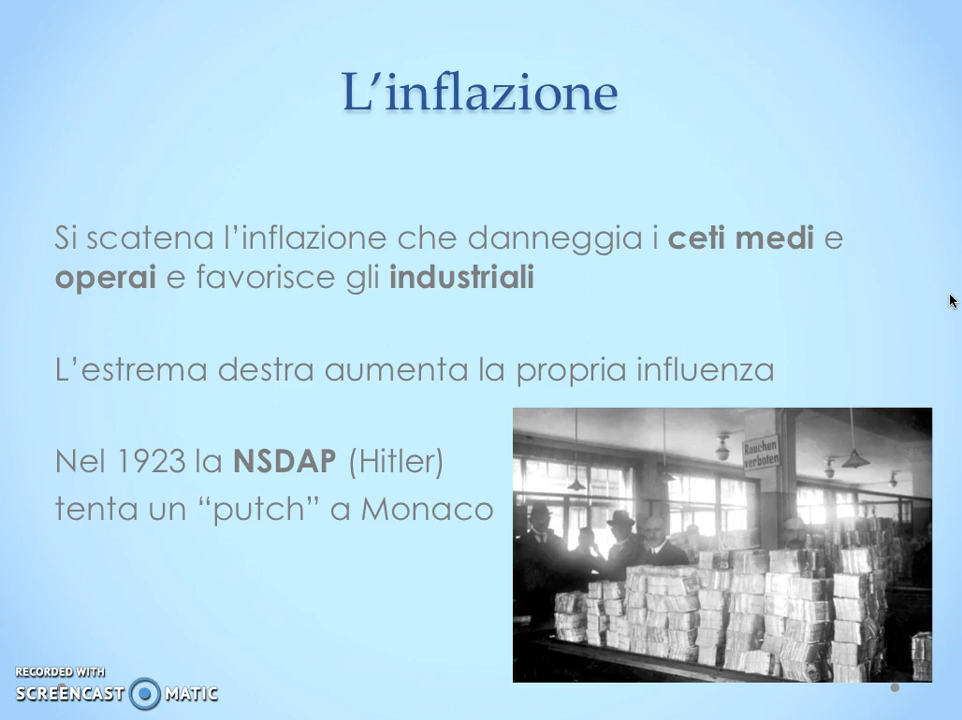 L’inflazione
Si scatena l’inflazione che danneggia i ceti medi e
operai e favorisce gli industriali
L’estrema destra aumenta la propria influenza
Nel 1923 la NSDAP (Hitler)
tenta un “putch” a Monaco
Rauchen
verboten
RECORDED WITH
SCREENCAST MATIC